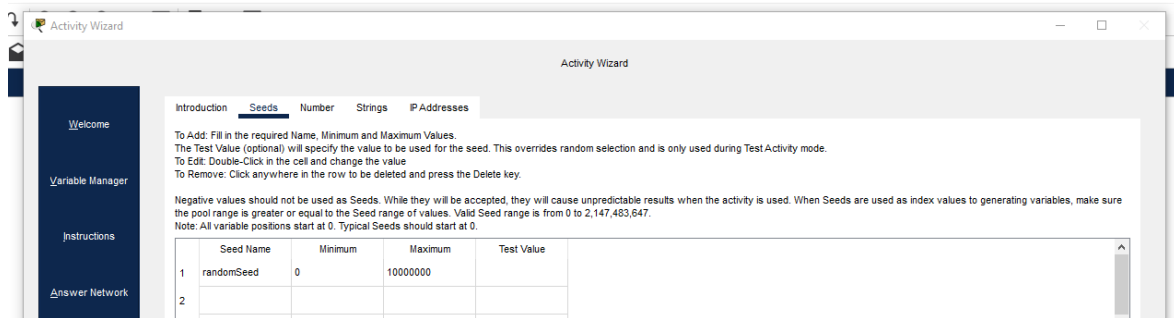 Activity Wizard
Activity Wizard
Welcome
Variable Manager
Instructions
Answer Network
Introduction Seeds Number Strings IP Addresses
To Add: Fill in the required Name, Minimum and Maximum Values.
The Test Value (optional) will specify the value to be used for the seed. This overrides random selection and is only used during Test Activity mode.
To Edit: Double-Click in the cell and change the value
To Remove: Click anywhere in the row to be deleted and press the Delete key.
Negative values should not be used as Seeds. While they will be accepted, they will cause unpredictable results when the activity is used. When Seeds are used as index values to generating variables, make sure
the pool range is greater or equal to the Seed range of values. Valid Seed range is from 0 to 2,147,483,647.
Note: All variable positions start at 0. Typical Seeds should start at 0.
Seed Name Minimum Maximum Test Value
1 randomSeed 0 10000000
2